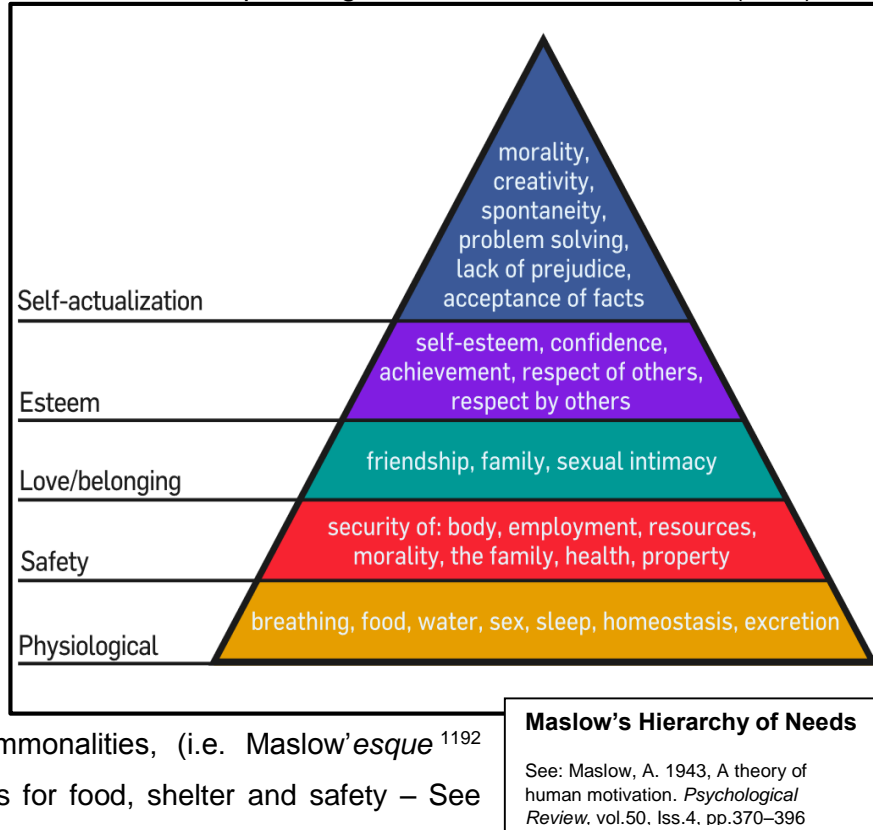 morality,
creativity,
spontaneity,
problem solving,
lack of prejudice,
acceptance of facts
Self-actualization
self-esteem, confidence,
achievement, respect of others,
respect by others
Esteem
friendship, family, sexual intimacy
Love/belonging
security of: body, employment, resources,
morality, the family, health, property
Safety
breathing, food, water, sex, sleep, homeostasis, excretion
Physiological
Maslow's Hierarchy of Needs
See: Maslow, A. 1943, A theory of
human motivation. Psychological
Review, vol.50, Iss.4, pp.370–396
(i.e. Maslow'esque 1192
for food, shelter and safety – See